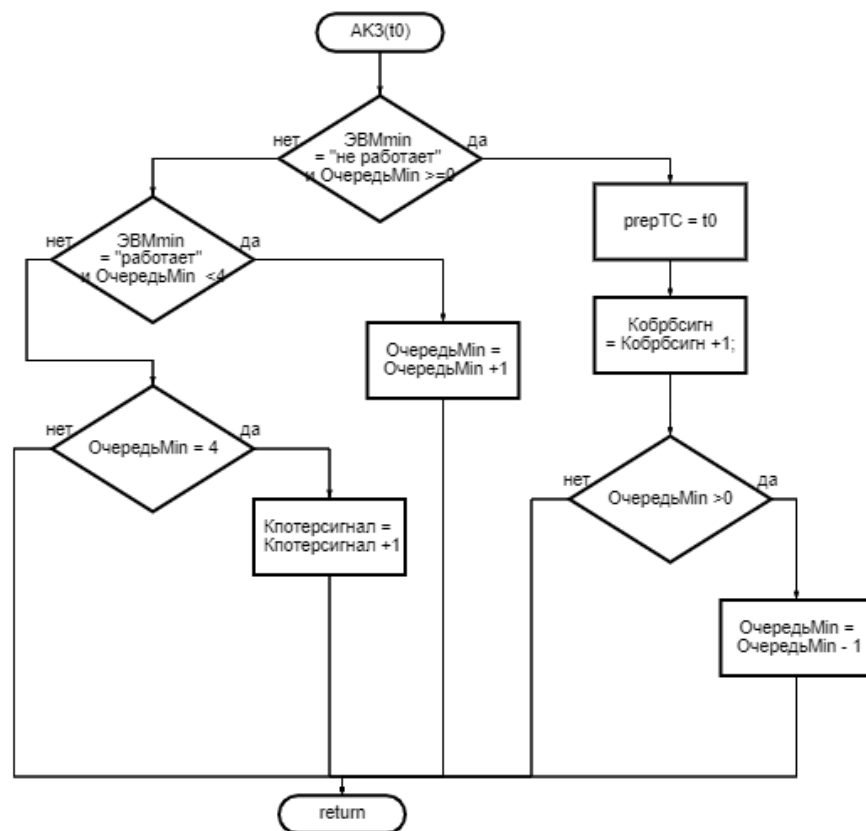 АК3(t0)
нет
ЭВМmin
= "не работает"
и ОчередьMin >=0
да
prepTC = t0
нет
ЭВМmin
= "работает"
и ОчередьMin <4
да
Кобрбсигн
= Кобрбсигн +1;
ОчередьMin =
ОчередьMin +1
нет
ОчередьMin = 4
да
нет
ОчередьMin >0
да
Кпотерсигнал =
Кпотерсигнал +1
ОчередьMin =
ОчередьMin - 1
return